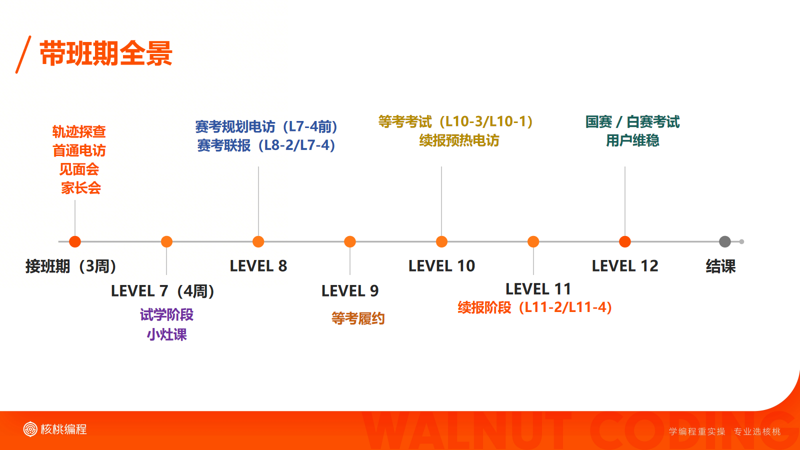 带班期全景
轨迹探查
首通电访
见面会
家长会
赛考规划电访（L7-4前）
赛考联报（L8-2/L7-4）
等考考试（L10-3/L10-1）
续报预热电访
国赛 / 白赛考试
用户维稳
接班期（3周）
LEVEL 7（4周）
试学阶段
小灶课
LEVEL 8
LEVEL 9
等考履约
LEVEL 10
LEVEL 11
续报阶段（L11-2/L11-4）
LEVEL 12
结课
核桃编程
WALNUT CODING
学编程重实操 专业选核桃